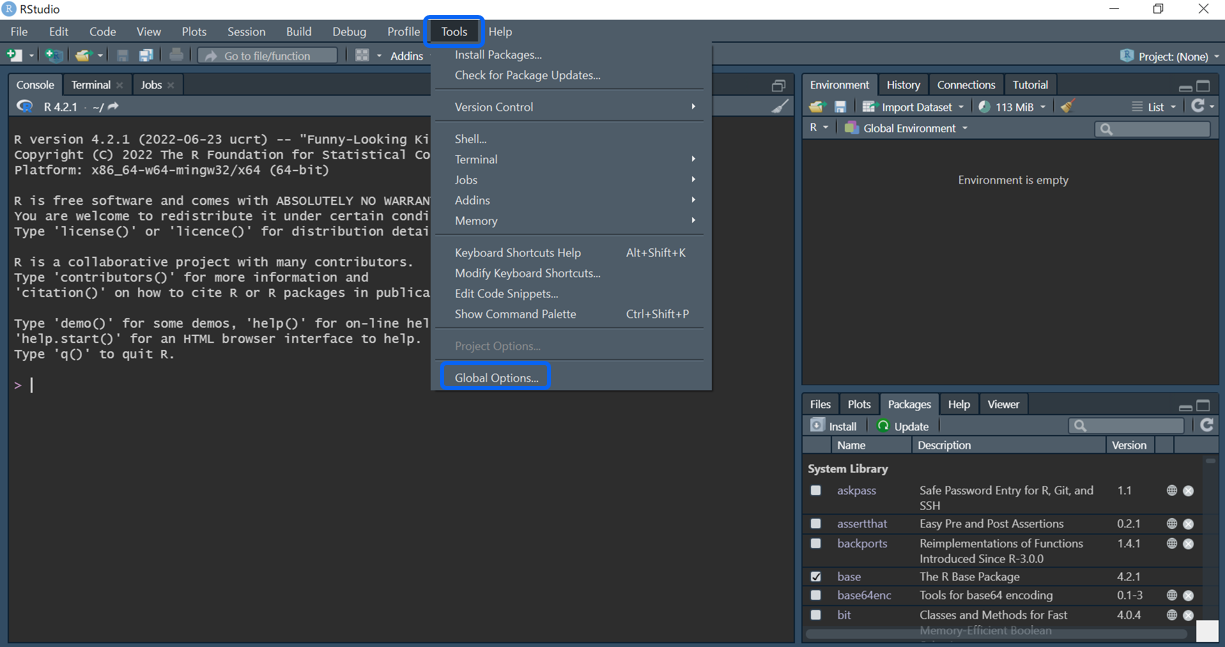 RStudio
File Edit Code View Plots Session Build Debug Profile Tools Help
Go to file/function Addins
Project: (None)
Install Packages...
Check for Package Updates...
Version Control
Shell...
Terminal
Jobs
Addins
Memory
Keyboard Shortcuts Help Alt+Shift+K
Modify Keyboard Shortcuts...
Edit Code Snippets...
Show Command Palette Ctrl+Shift+P
Project Options...
Global Options...
Console Terminal Jobs
R 4.2.1 · ~/
R version 4.2.1 (2022-06-23 ucrt) -- "Funny-Looking Ki
Copyright (C) 2022 The R Foundation for Statistical Co
Platform: x86_64-w64-mingw32/x64 (64-bit)
R is free software and comes with ABSOLUTELY NO WARRAN
You are welcome to redistribute it under certain condi
Type 'license()' or 'licence()' for distribution detai
R is a collaborative project with many contributors.
Type 'contributors()' for more information and
'citation()' on how to cite R or R packages in publica
Type 'demo()' for some demos, 'help()' for on-line hel
'help.start()' for an HTML browser interface to help.
Type 'q()' to quit R.
>
Environment History Connections Tutorial
Import Dataset 113 MiB List
R Global Environment
Environment is empty
Files Plots Packages Help Viewer
Install Update
Name Description Version
System Library
askpass Safe Password Entry for R, Git, and 1.1
SSH
assertthat Easy Pre and Post Assertions 0.2.1
backports Reimplementations of Functions 1.4.1
Introduced Since R-3.0.0
base The R Base Package 4.2.1
base64enc Tools for base64 encoding 0.1-3
bit Classes and Methods for Fast 4.0.4
Memory-Efficient Boolean